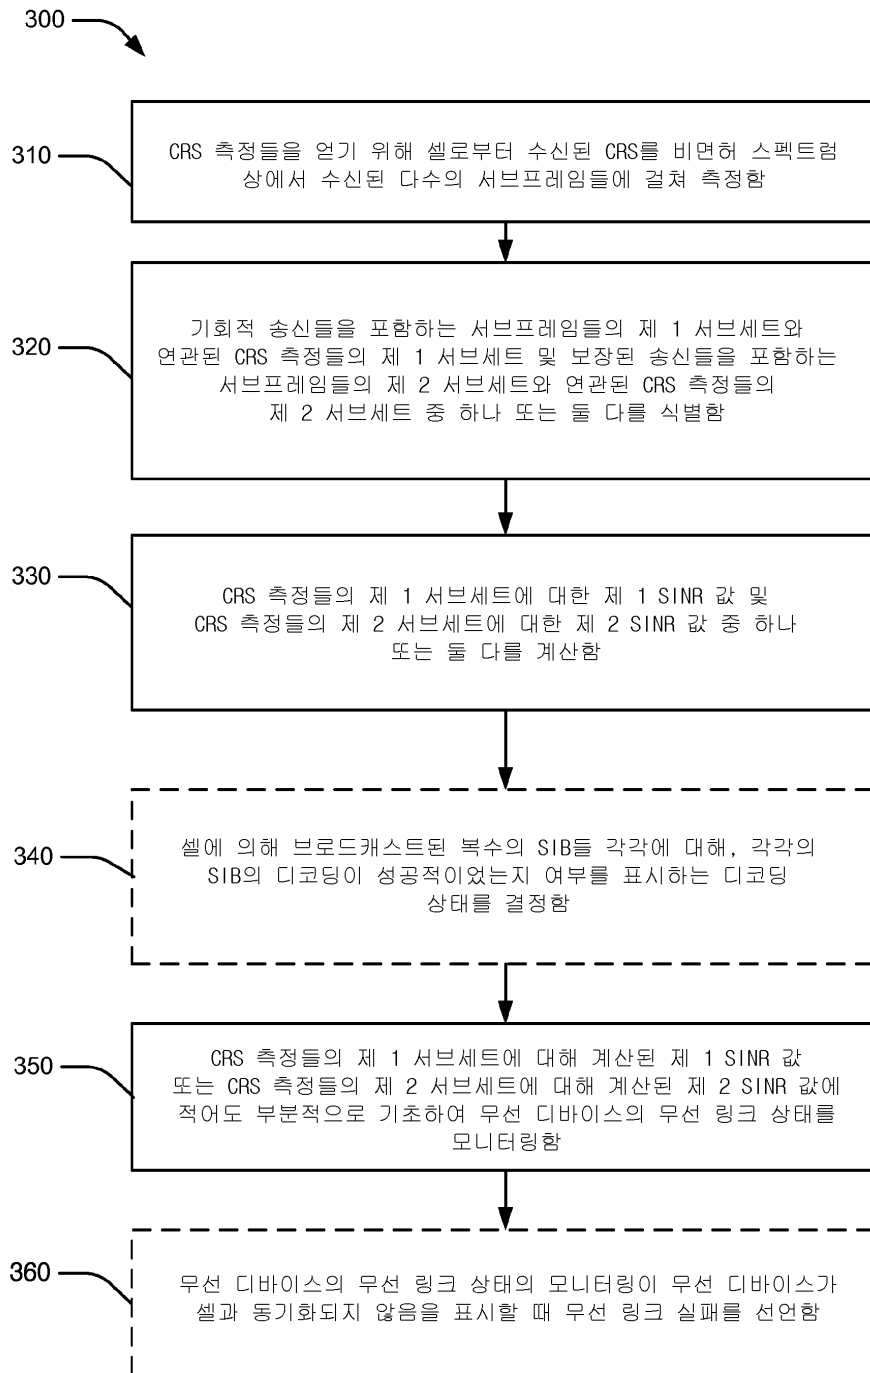 300
310
CRS 측정들을 얻기 위해 셀로부터 수신된 CRS를 비면허 스펙트럼
상에서 수신된 다수의 서브프레임들에 걸쳐 측정함
320
기회적 송신들을 포함하는 서브프레임들의 제 1 서브세트와
연관된 CRS 측정들의 제 1 서브세트 및 보장된 송신들을 포함하는
서브프레임들의 제 2 서브세트와 연관된 CRS 측정들의
제 2 서브세트 중 하나 또는 둘 다를 식별함
330
CRS 측정들의 제 1 서브세트에 대한 제 1 SINR 값 및
CRS 측정들의 제 2 서브세트에 대한 제 2 SINR 값 중 하나
또는 둘 다를 계산함
340
셀에 의해 브로드캐스트된 복수의 SIB들 각각에 대해, 각각의
SIB의 디코딩이 성공적이었는지 여부를 표시하는 디코딩
상태를 결정함
350
CRS 측정들의 제 1 서브세트에 대해 계산된 제 1 SINR 값
또는 CRS 측정들의 제 2 서브세트에 대해 계산된 제 2 SINR 값에
적어도 부분적으로 기초하여 무선 디바이스의 무선 링크 상태를
모니터링함
360
무선 디바이스의 무선 링크 상태의 모니터링이 무선 디바이스가
셀과 동기화되지 않음을 표시할 때 무선 링크 실패를 선언함